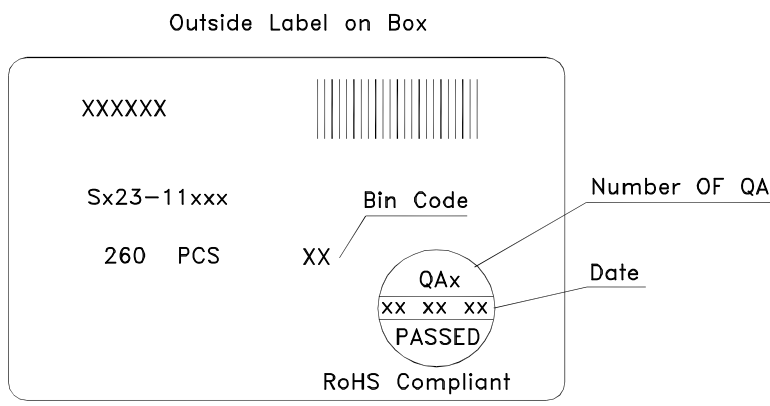 Outside Label on Box
XXXXXX
Sx23-11xxx
Bin Code
Number OF QA
260 PCS
XX
QAx
Date
xx xx xx
PASSED
RoHS Compliant